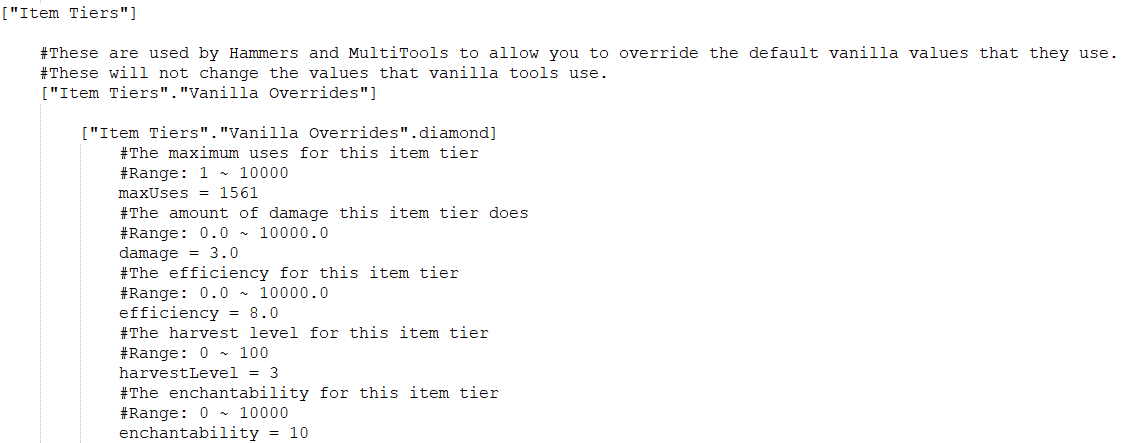 ["Item Tiers"]
#These are used by Hammers and MultiTools to allow you to override the default vanilla values that they use.
#These will not change the values that vanilla tools use.
["Item Tiers"."Vanilla Overrides"]
["Item Tiers"."Vanilla Overrides".diamond]
#The maximum uses for this item tier
#Range: 1 ~ 10000
maxUses = 1561
#The amount of damage this item tier does
#Range: 0.0 ~ 10000.0
damage = 3.0
#The efficiency for this item tier
#Range: 0.0 ~ 10000.0
efficiency = 8.0
#The harvest level for this item tier
#Range: 0 ~ 100
harvestLevel = 3
#The enchantability for this item tier
#Range: 0 ~ 10000
enchantability = 10